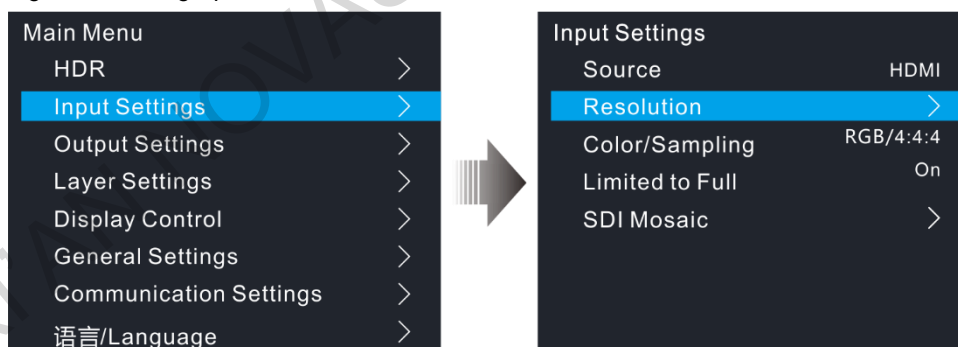 Main Menu
HDR
Input Settings
Output Settings
Layer Settings
Display Control
General Settings
Communication Settings
语言/Language
Input Settings
Source HDMI
Resolution
Color/Sampling RGB/4:4:4
Limited to Full On
SDI Mosaic